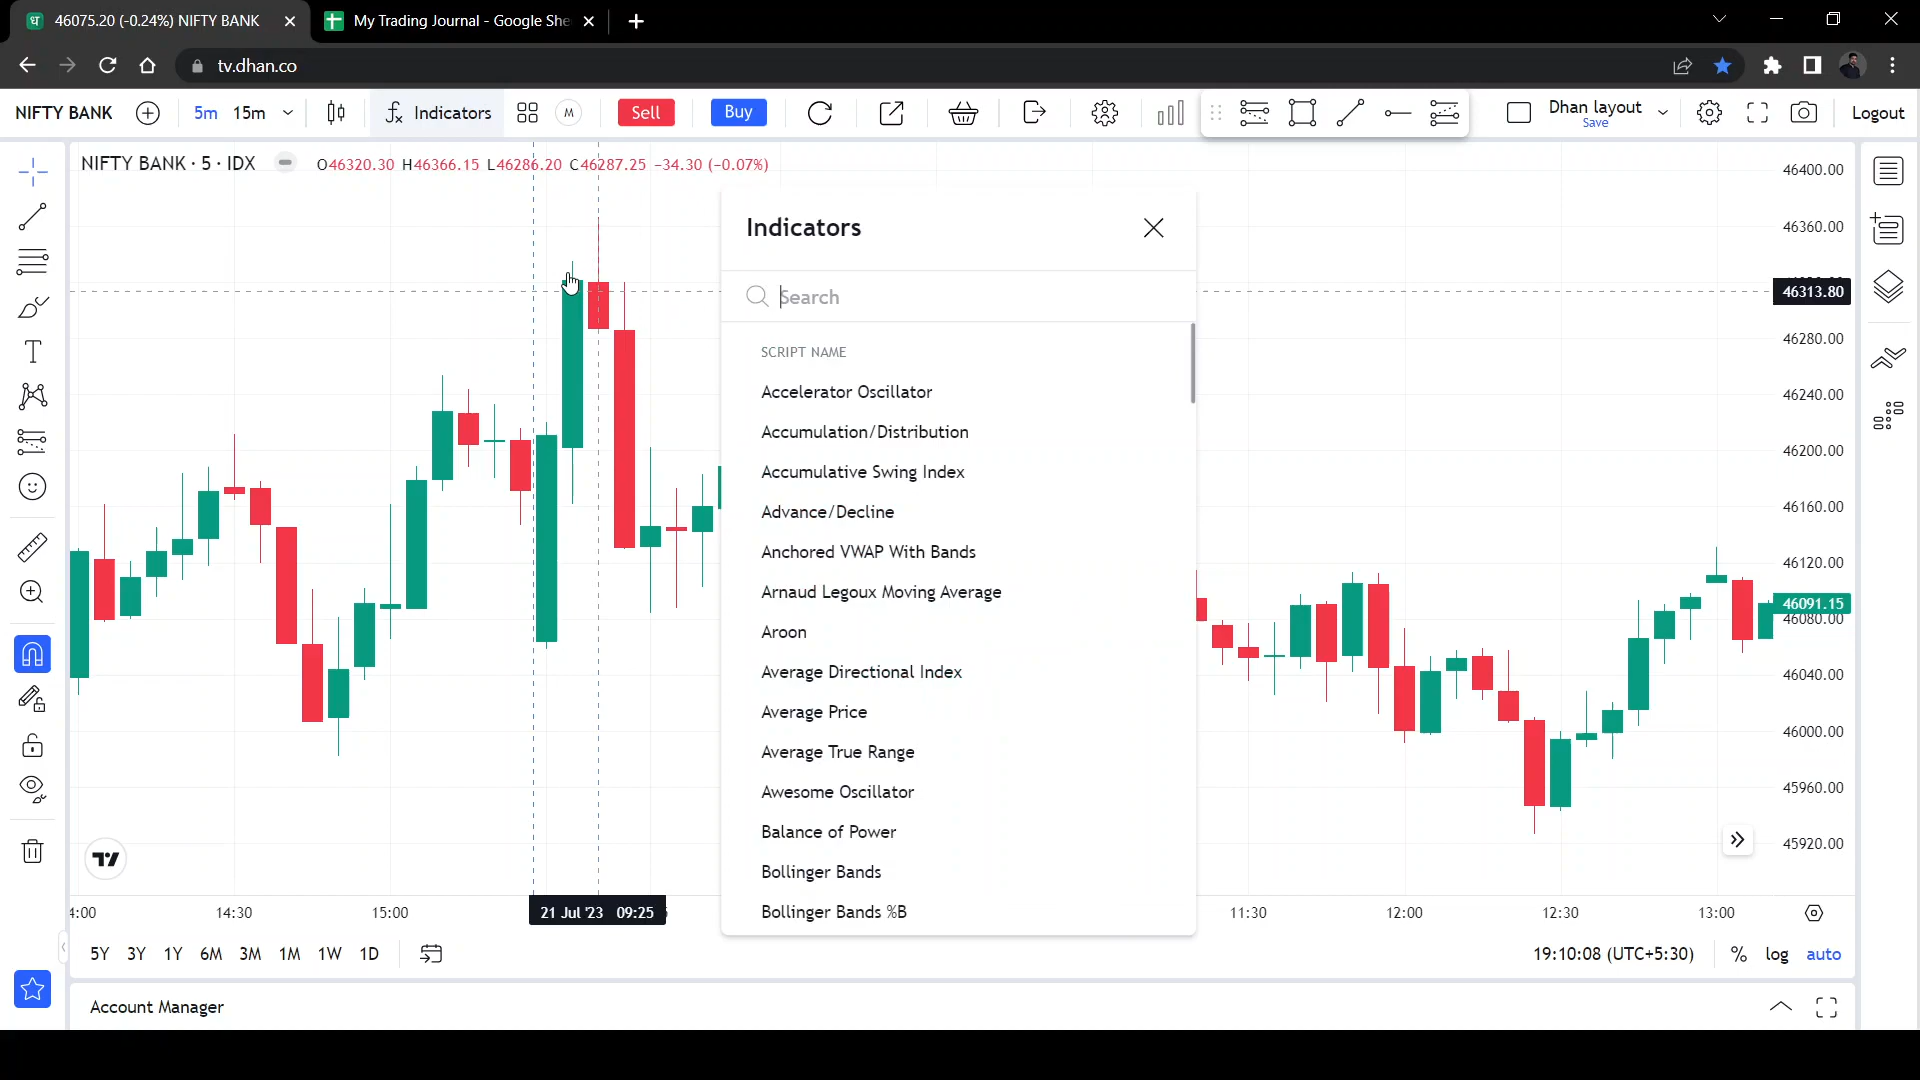 46075.20 (-0.24%) NIFTY BANK
My Trading Journal - Google She
tv.dhan.co
NIFTY BANK 5m 15m Indicators M Sell Buy Dhan layout Save Logout
NIFTY BANK · 5 · IDX O46320.30 H46366.15 L46286.20 C46287.25 −34.30 (−0.07%)
Indicators
Search
SCRIPT NAME
Accelerator Oscillator
Accumulation/Distribution
Accumulative Swing Index
Advance/Decline
Anchored VWAP With Bands
Arnaud Legoux Moving Average
Aroon
Average Directional Index
Average Price
Average True Range
Awesome Oscillator
Balance of Power
Bollinger Bands
Bollinger Bands %B
46400.00
46360.00
46313.80
46280.00
46240.00
46200.00
46160.00
46120.00
46091.15
46080.00
46040.00
46000.00
45960.00
45920.00
4:00 14:30 15:00 21 Jul '23 09:25 11:30 12:00 12:30 13:00
5Y 3Y 1Y 6M 3M 1M 1W 1D 19:10:08 (UTC+5:30) % log auto
Account Manager